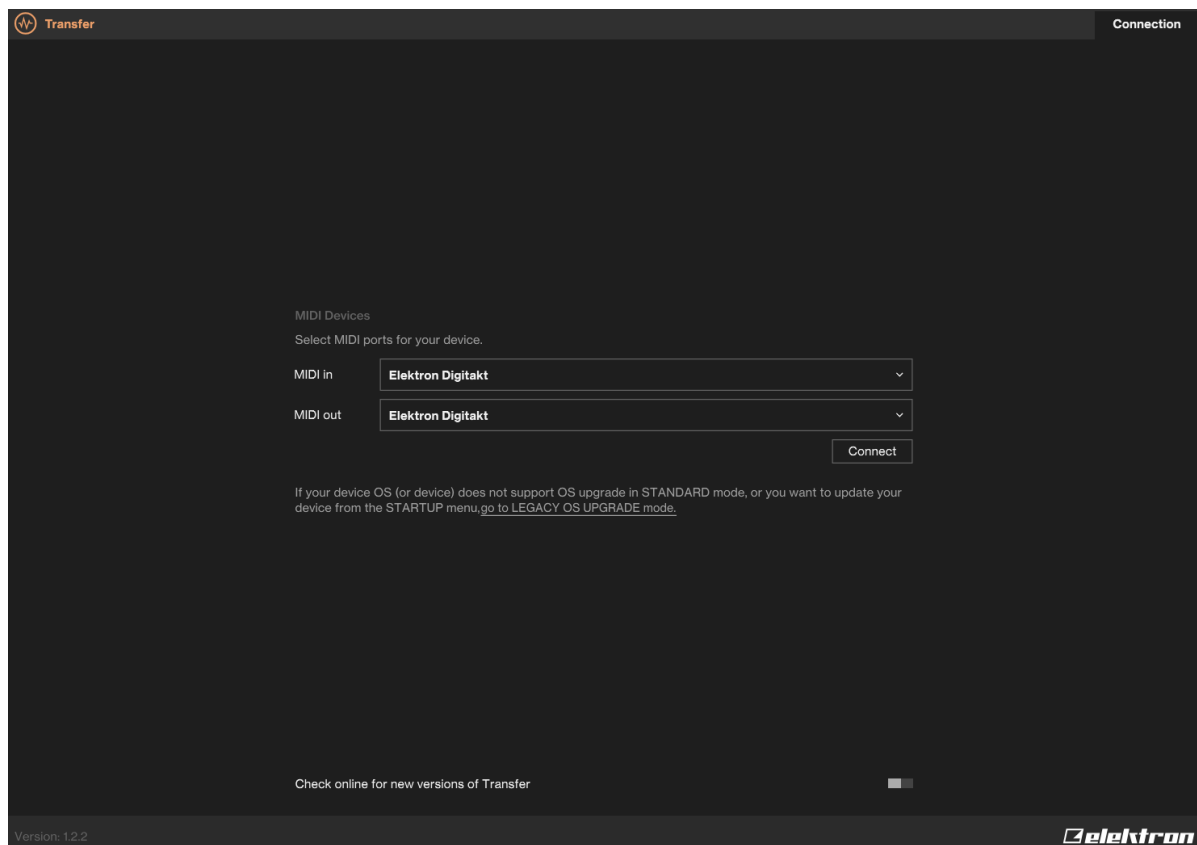 Transfer
Connection
MIDI Devices
Select MIDI ports for your device.
MIDI in
Elektron Digitakt
MIDI out
Elektron Digitakt
Connect
If your device OS (or device) does not support OS upgrade in STANDARD mode, or you want to update your
device from the STARTUP menu,go to LEGACY OS UPGRADE mode.
Check online for new versions of Transfer
Version: 1.2.2
elektron